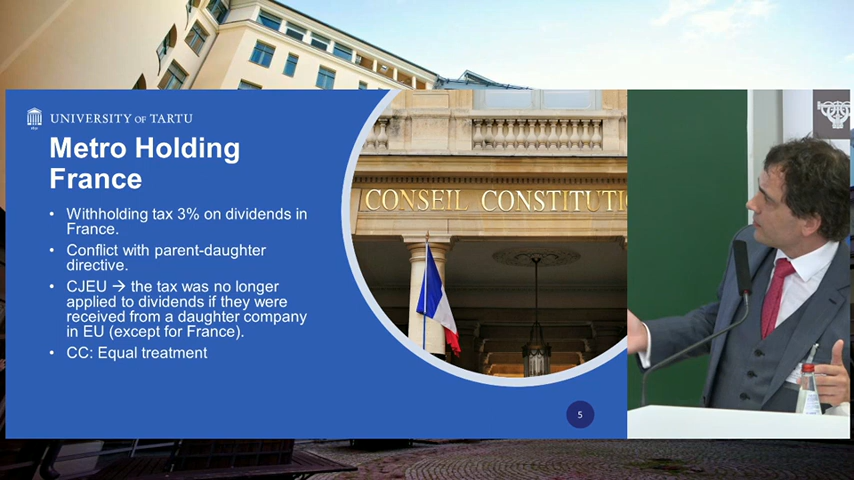 UNIVERSITY OF TARTU
Metro Holding
France
• Withholding tax 3% on dividends in
France.
• Conflict with parent-daughter
directive.
• CJEU → the tax was no longer
applied to dividends if they were
received from a daughter company
in EU (except for France).
• CC: Equal treatment
CONSEIL CONSTITUTI
5